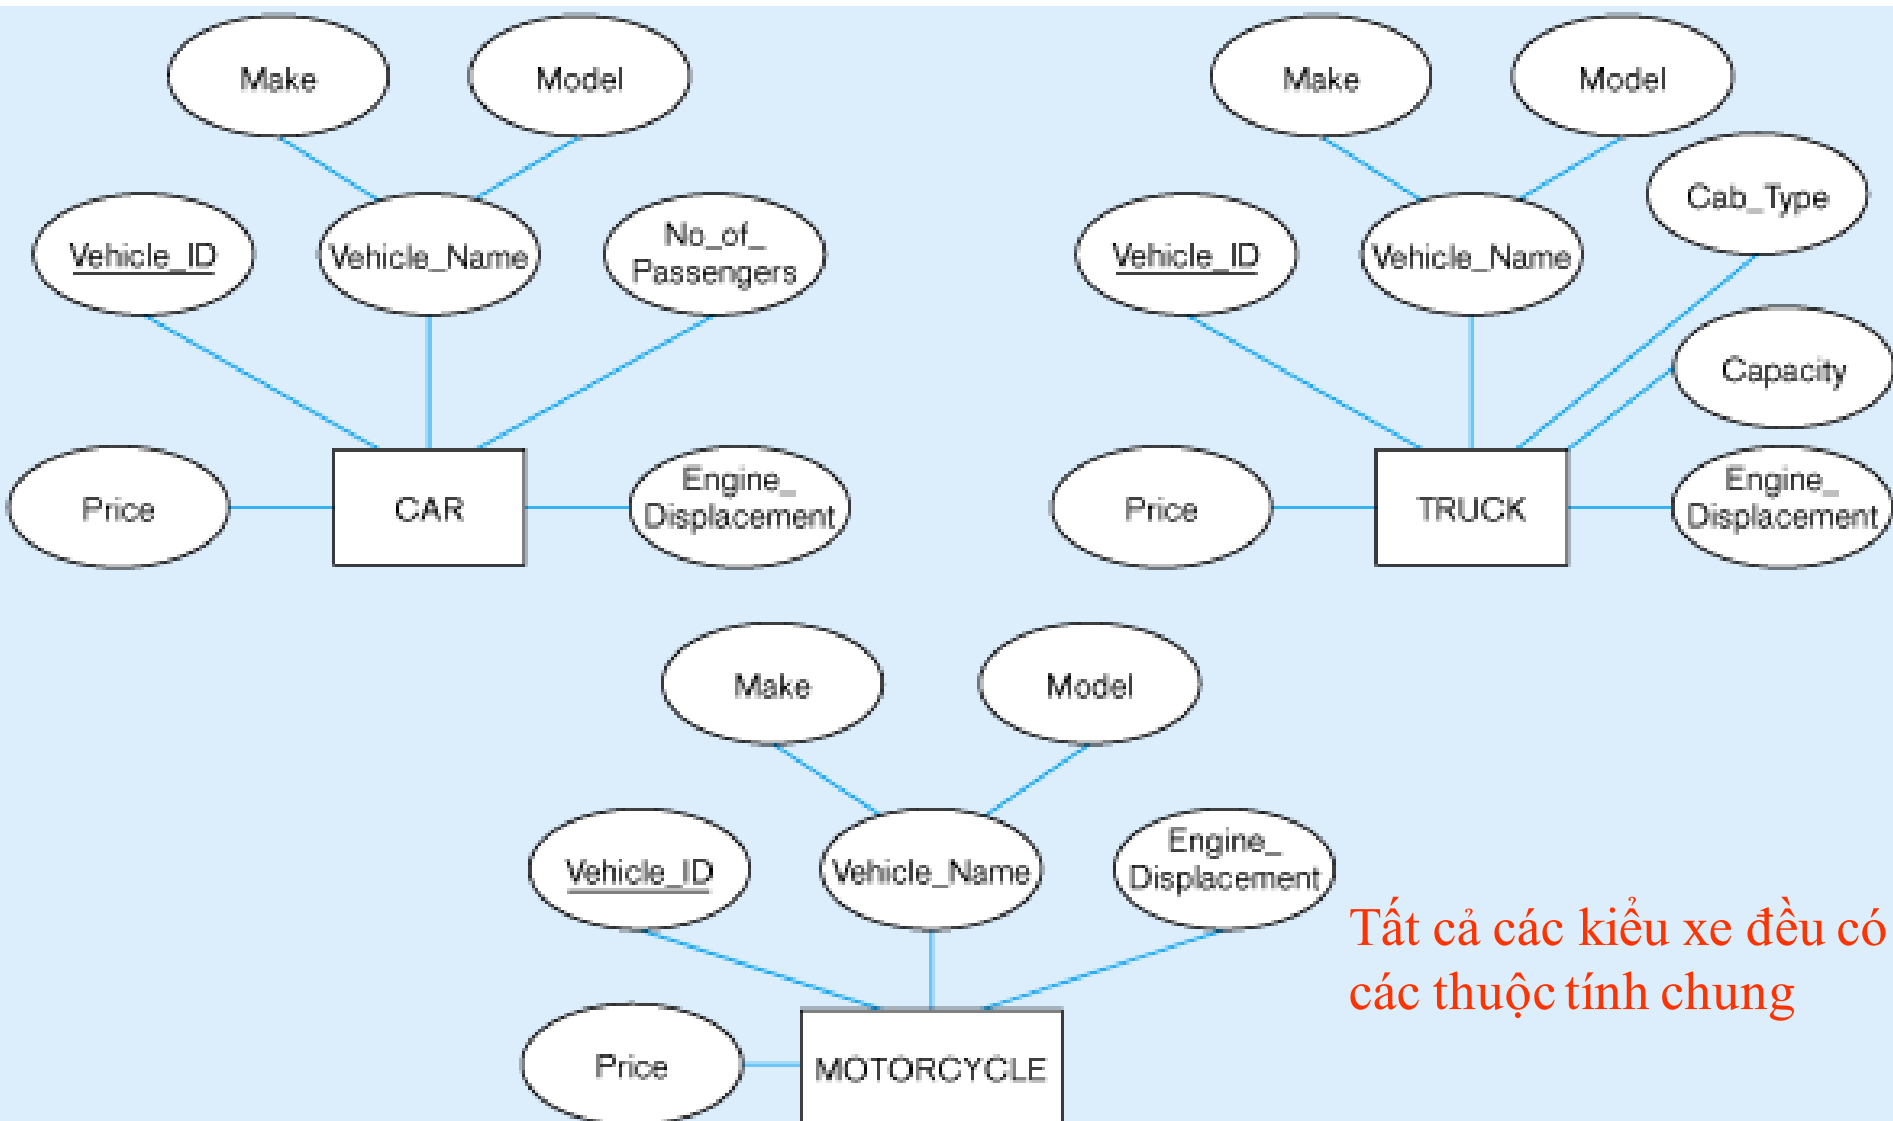 Make
Model
Vehicle_ID
Vehicle_Name
No_of_
Passengers
Price
CAR
Engine_
Displacement
Make
Model
Cab_Type
Vehicle_ID
Vehicle_Name
Capacity
Price
TRUCK
Engine_
Displacement
Make
Model
Vehicle_ID
Vehicle_Name
Engine_
Displacement
Price
MOTORCYCLE
Tất cả các kiểu xe đều có
các thuộc tính chung